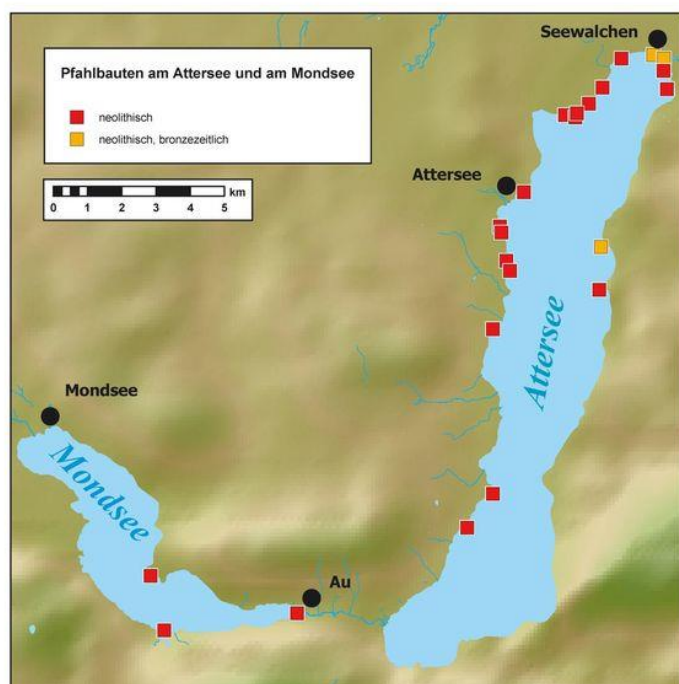 Seewalchen
Pfahlbauten am Attersee und am Mondsee
neolithisch
neolithisch, bronzezeitlich
km
0 1 2 3 4 5
Attersee
Attersee
Mondsee
Mondsee
Au